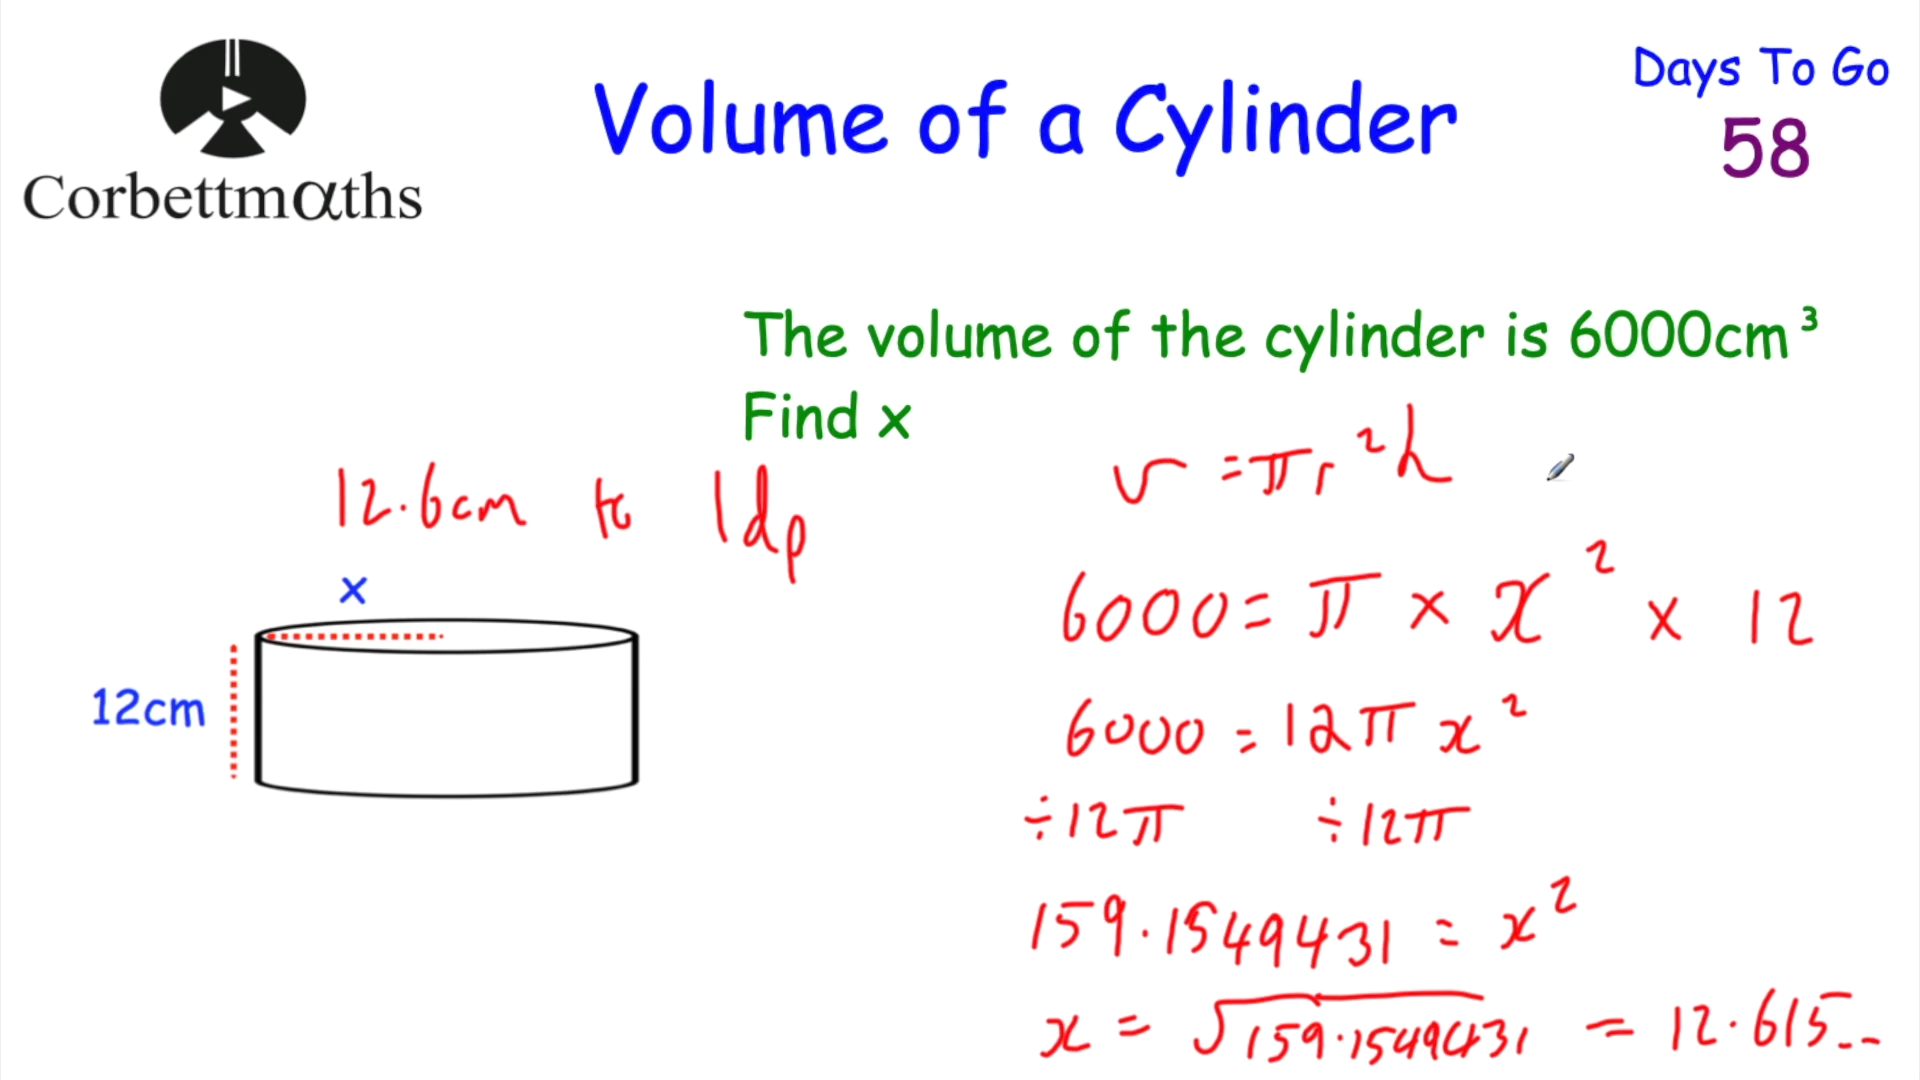 Corbettmαths
Volume of a Cylinder
Days To Go
58
The volume of the cylinder is 6000cm³
Find x
12.6cm to 1dp
x
12cm
v = πr²h
6000 = π × x² × 12
6000 = 12πx²
÷12π ÷12π
159.1549431 = x²
x = √159.1549431 = 12.615...